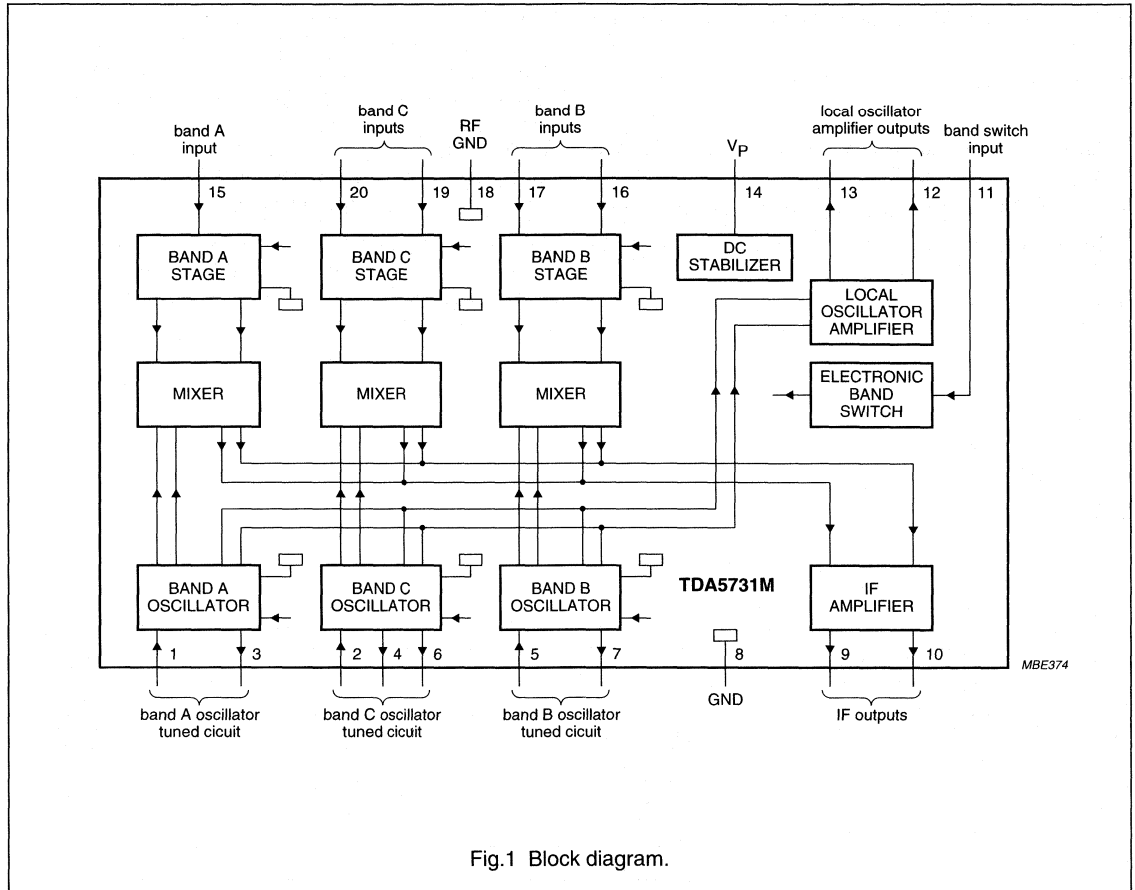 band A
input
band C
inputs
RF
GND
band B
inputs
VP
local oscillator
amplifier outputs
band switch
input
15
20
19
18
17
16
14
13
12
11
BAND A
STAGE
BAND C
STAGE
BAND B
STAGE
DC
STABILIZER
LOCAL
OSCILLATOR
AMPLIFIER
MIXER
MIXER
MIXER
ELECTRONIC
BAND
SWITCH
BAND A
OSCILLATOR
BAND C
OSCILLATOR
BAND B
OSCILLATOR
TDA5731M
IF
AMPLIFIER
1
3
2
4
6
5
7
8
9
10
MBE374
band A oscillator
tuned cicuit
band C oscillator
tuned cicuit
band B oscillator
tuned cicuit
GND
IF outputs
Fig.1 Block diagram.